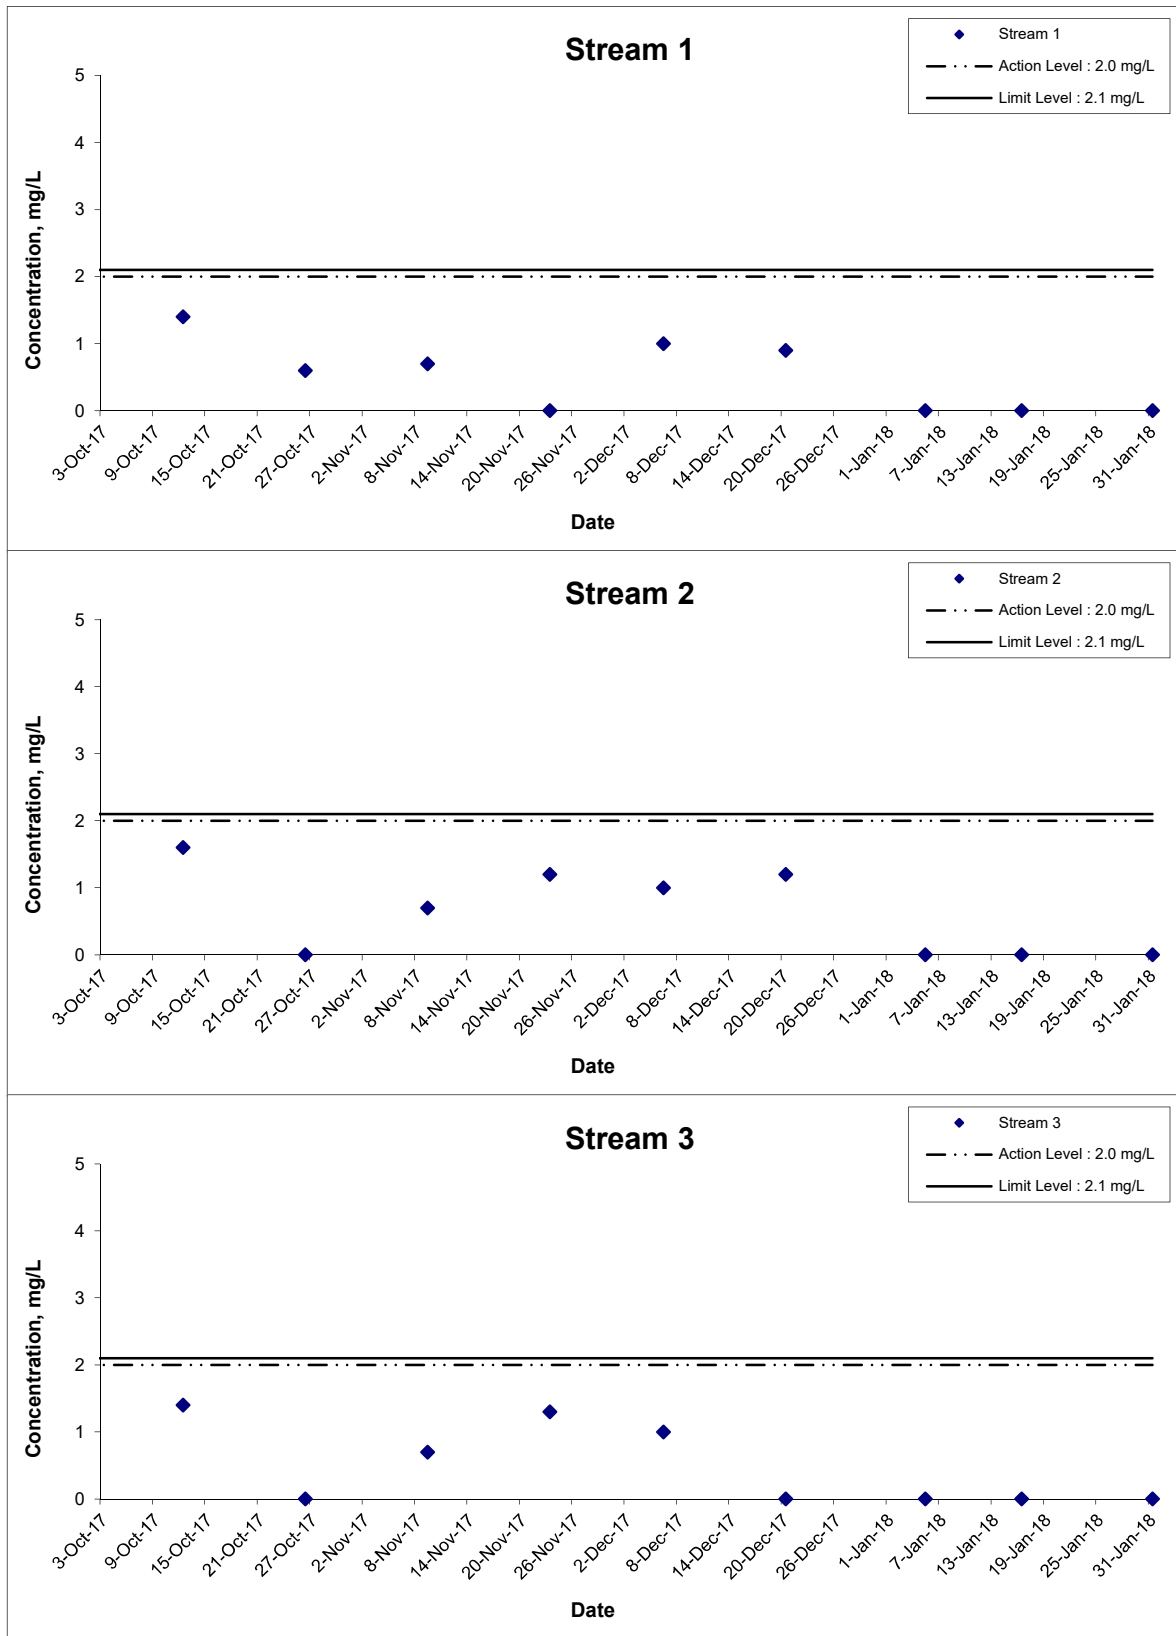 Stream 1
Stream 1
Action Level : 2.0 mg/L
Limit Level : 2.1 mg/L
Concentration, mg/L
5
4
3
2
1
0
3-Oct-17 9-Oct-17 15-Oct-17 21-Oct-17 27-Oct-17 2-Nov-17 8-Nov-17 14-Nov-17 20-Nov-17 26-Nov-17 2-Dec-17 8-Dec-17 14-Dec-17 20-Dec-17 26-Dec-17 1-Jan-18 7-Jan-18 13-Jan-18 19-Jan-18 25-Jan-18 31-Jan-18
Date
Stream 2
Stream 2
Action Level : 2.0 mg/L
Limit Level : 2.1 mg/L
Concentration, mg/L
5
4
3
2
1
0
3-Oct-17 9-Oct-17 15-Oct-17 21-Oct-17 27-Oct-17 2-Nov-17 8-Nov-17 14-Nov-17 20-Nov-17 26-Nov-17 2-Dec-17 8-Dec-17 14-Dec-17 20-Dec-17 26-Dec-17 1-Jan-18 7-Jan-18 13-Jan-18 19-Jan-18 25-Jan-18 31-Jan-18
Date
Stream 3
Stream 3
Action Level : 2.0 mg/L
Limit Level : 2.1 mg/L
Concentration, mg/L
5
4
3
2
1
0
3-Oct-17 9-Oct-17 15-Oct-17 21-Oct-17 27-Oct-17 2-Nov-17 8-Nov-17 14-Nov-17 20-Nov-17 26-Nov-17 2-Dec-17 8-Dec-17 14-Dec-17 20-Dec-17 26-Dec-17 1-Jan-18 7-Jan-18 13-Jan-18 19-Jan-18 25-Jan-18 31-Jan-18
Date